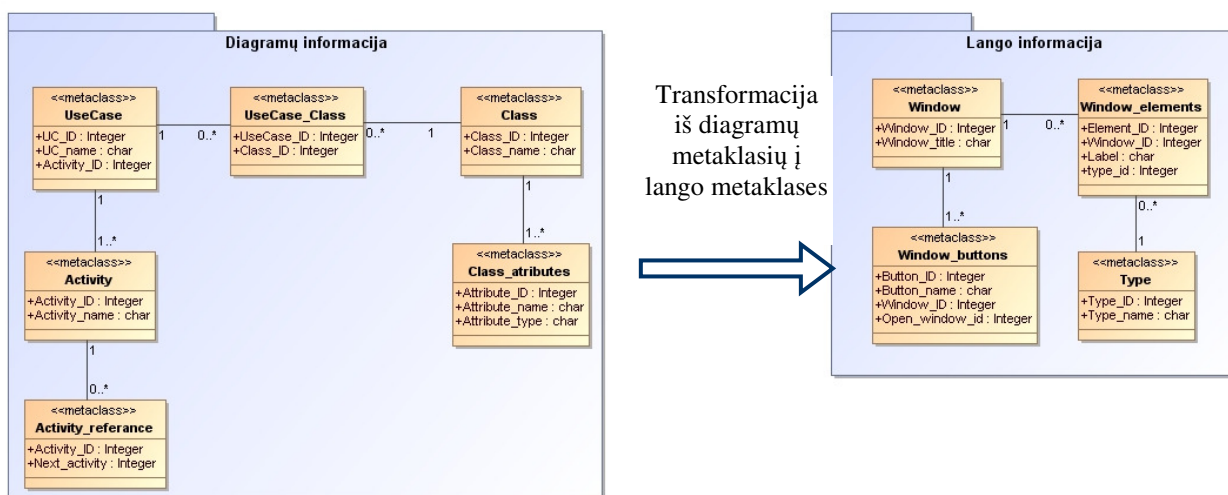 Diagramų informacija
<<metaclass>>
UseCase
+UC_ID : Integer
+UC_name : char
+Activity_ID : Integer
1
0..*
<<metaclass>>
UseCase_Class
+UseCase_ID : Integer
+Class_ID : Integer
0..*
1
<<metaclass>>
Class
+Class_ID : Integer
+Class_name : char
1
1..*
<<metaclass>>
Activity
+Activity_ID : Integer
+Activity_name : char
1
1..*
<<metaclass>>
Class_atributes
+Attribute_ID : Integer
+Attribute_name : char
+Attribute_type : char
1
0..*
<<metaclass>>
Activity_referance
+Activity_ID : Integer
+Next_activity : Integer
Transformacija
iš diagramų
metaklasių į
lango metaklases
Lango informacija
<<metaclass>>
Window
+Window_ID : Integer
+Window_title : char
1
0..*
<<metaclass>>
Window_elements
+Element_ID : Integer
+Window_ID : Integer
+Label : char
+type_id : Integer
1
1..*
<<metaclass>>
Window_buttons
+Button_ID : Integer
+Button_name : char
+Window_ID : Integer
+Open_window_id : Integer
0..*
1
<<metaclass>>
Type
+Type_ID : Integer
+Type_name : char